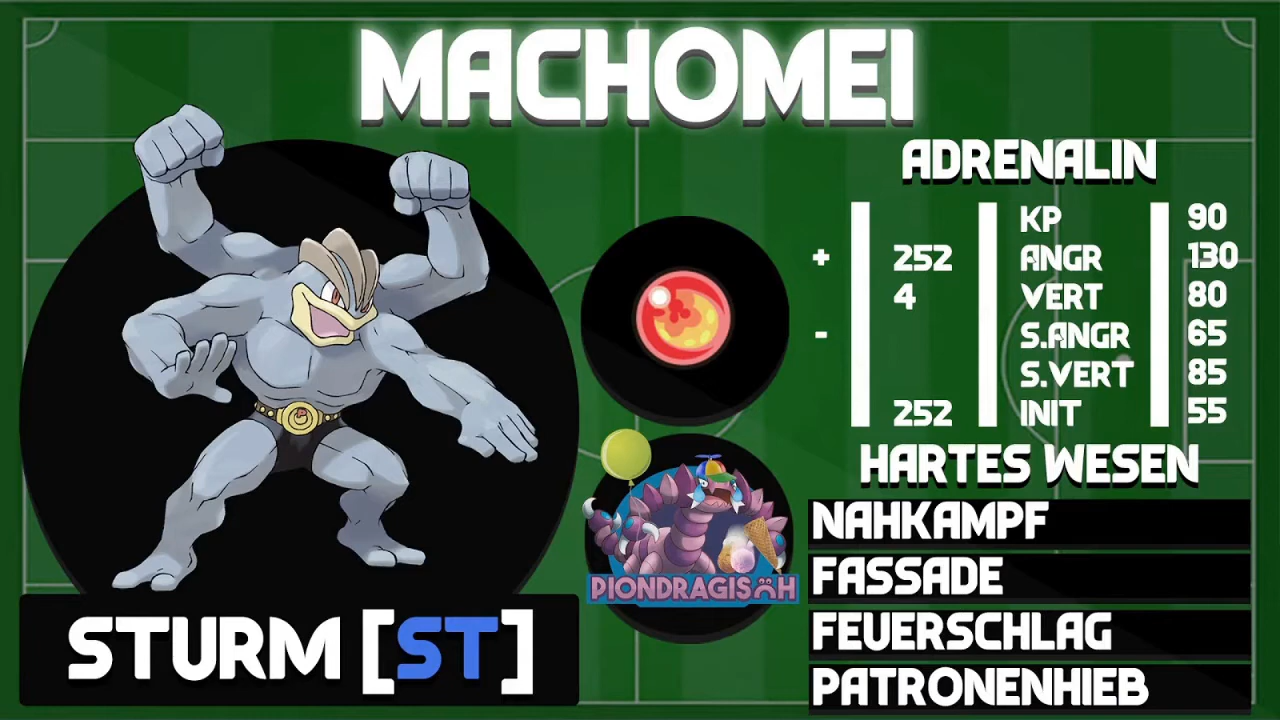 MACHOMEI
ADRENALIN
KP 90
+ 252 ANGR 130
4 VERT 80
- S.ANGR 65
S.VERT 85
252 INIT 55
HARTES WESEN
NAHKAMPF
FASSADE
FEUERSCHLAG
PATRONENHIEB
PIONDRAGISÖH
STURM [ST]